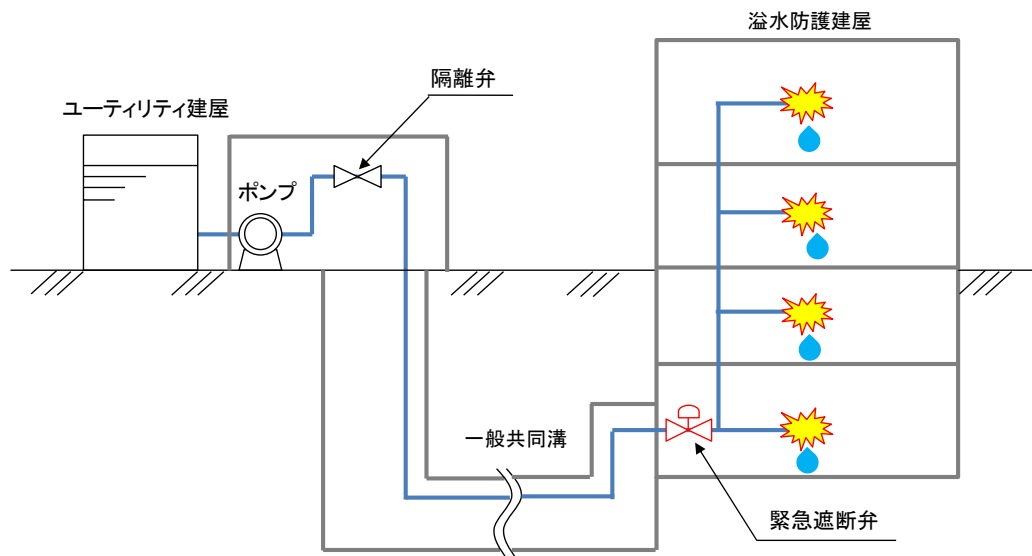 溢水防護建屋
隔離弁
ユーティリティ建屋
ポンプ
一般共同溝
緊急遮断弁